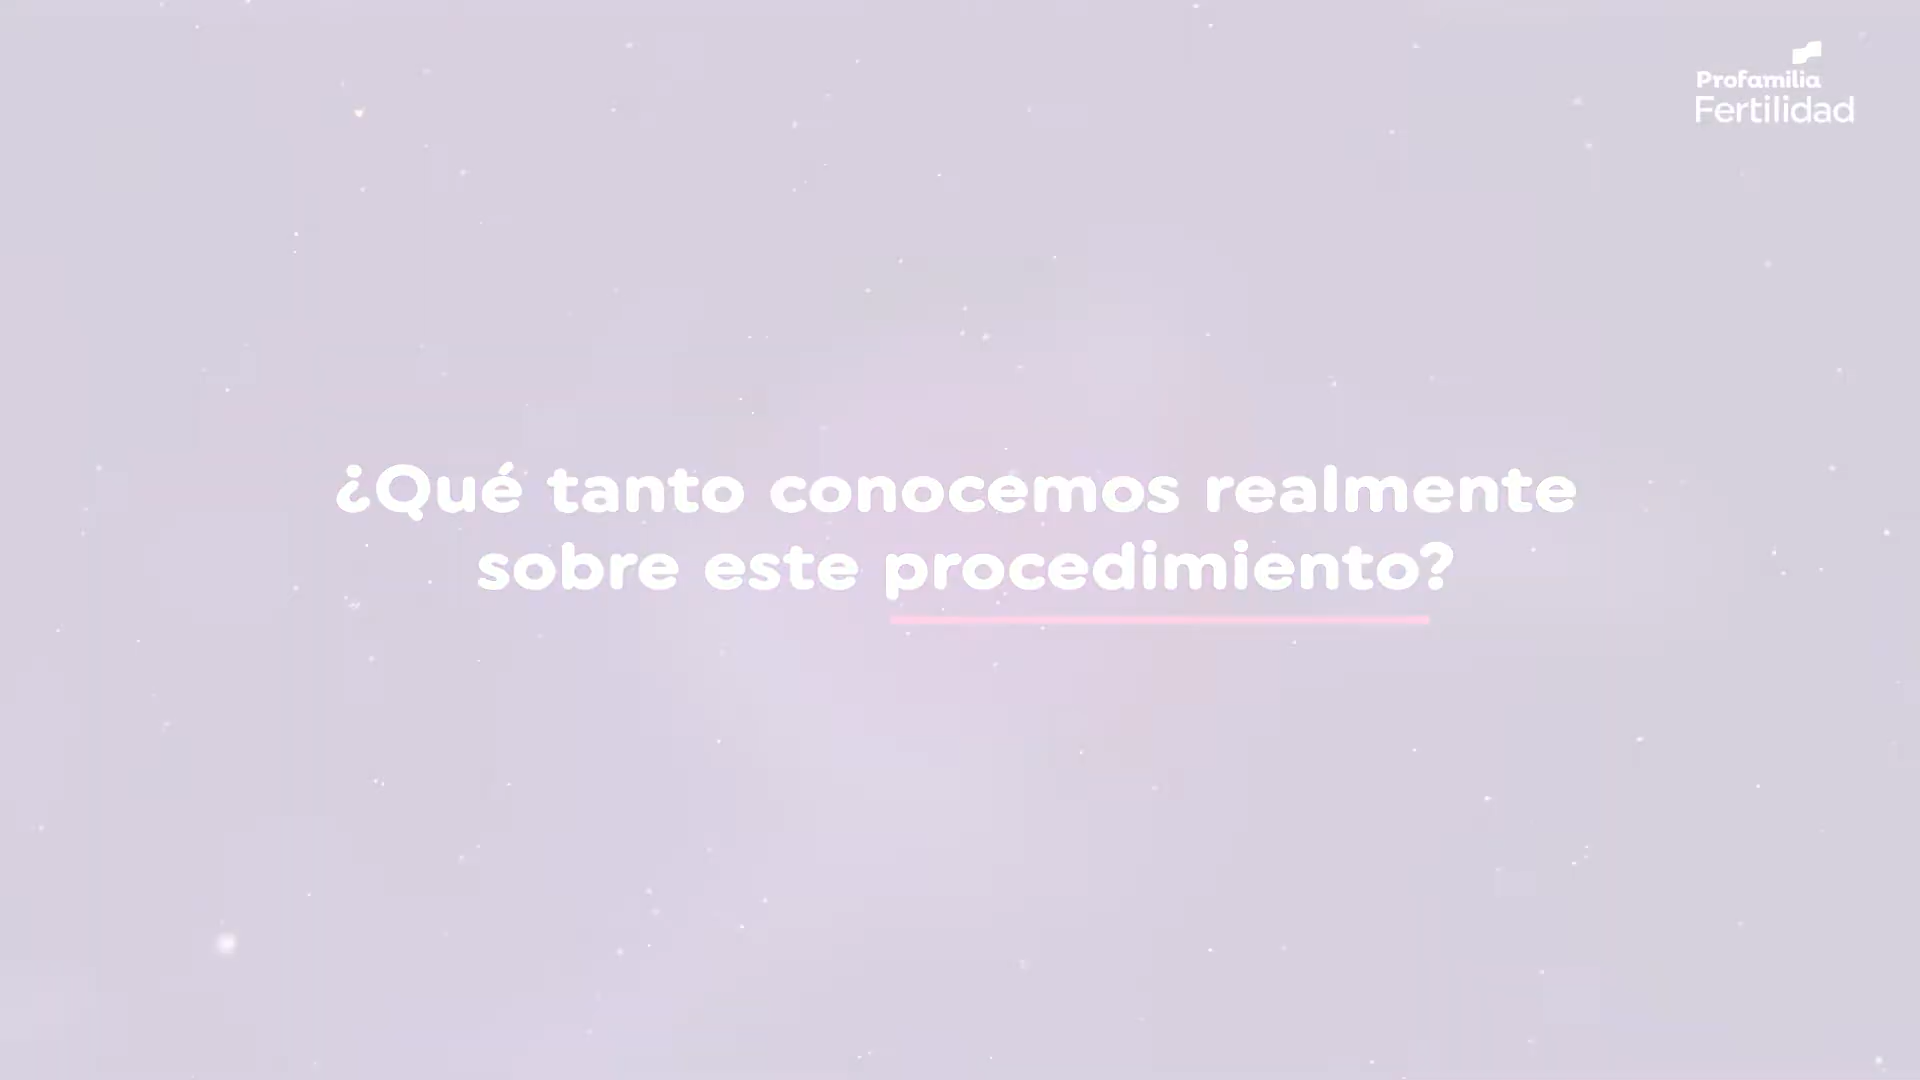 Profamilia
Fertilidad
¿Qué tanto conocemos realmente
sobre este procedimiento?